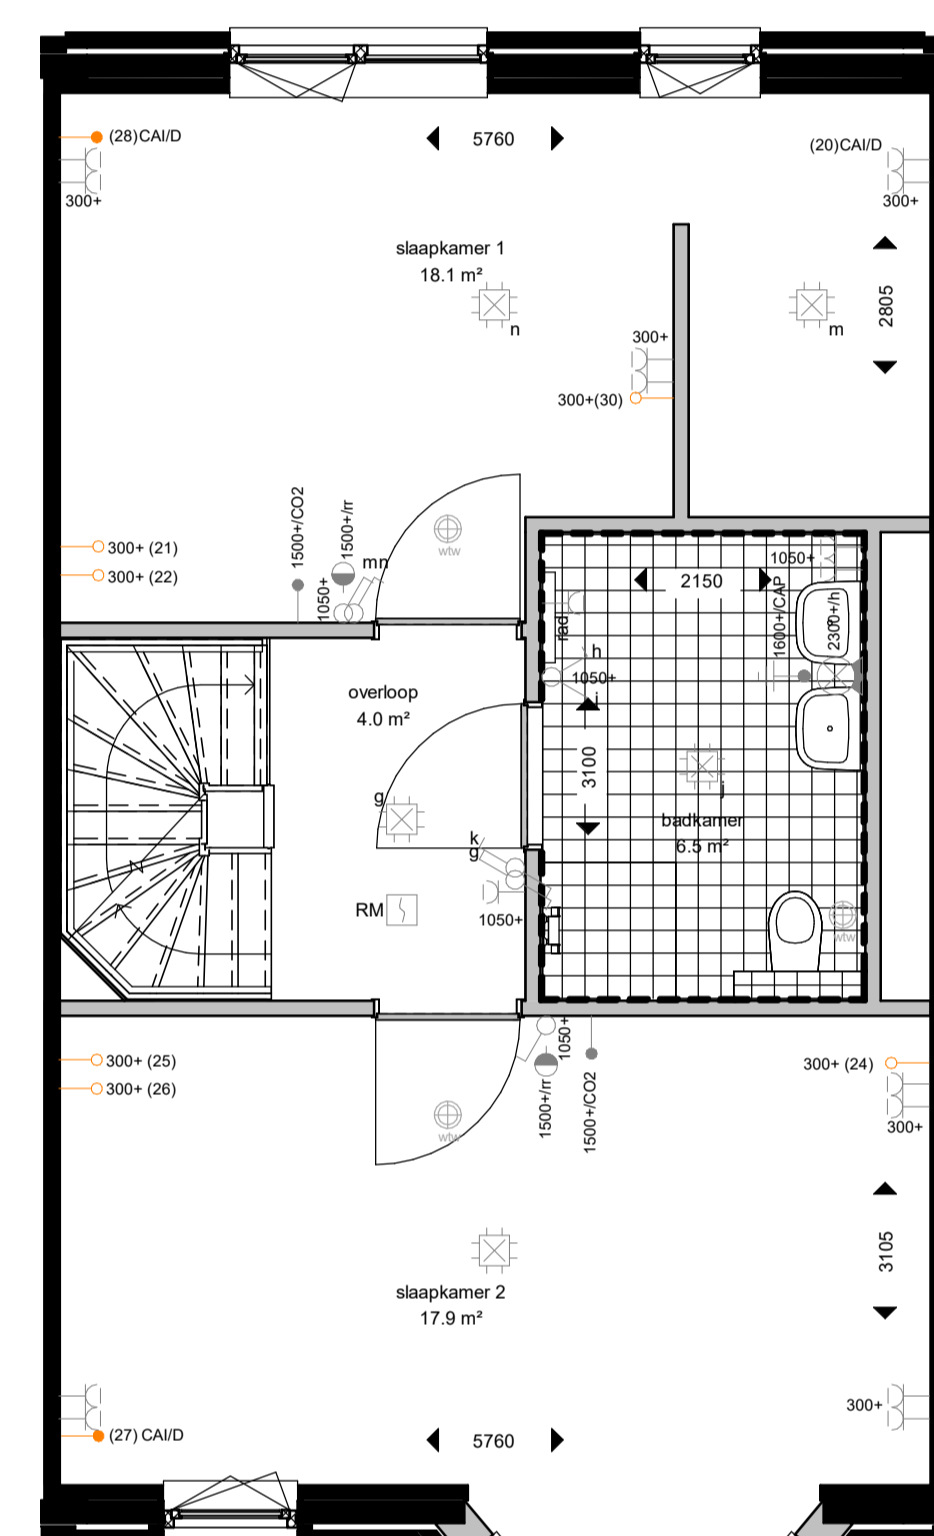 (28)CAI/D
5760
(20)CAI/D
300+
300+
slaapkamer 1
18.1 m²
2805
n
m
300+
300+(30)
1500+/CO2
1500+/rr
300+ (21)
300+ (22)
mn
1050+
wtw
1050+
2150
1600+/CAP
2300+/h
rad
h
1050+
j
overloop
4.0 m²
3100
g
j
badkamer
6.5 m²
k
g
RM
1050+
wtw
300+ (25)
300+ (26)
1050+
1500+/rr
1500+/CO2
300+ (24)
300+
wtw
3105
slaapkamer 2
17.9 m²
300+
(27) CAI/D
5760